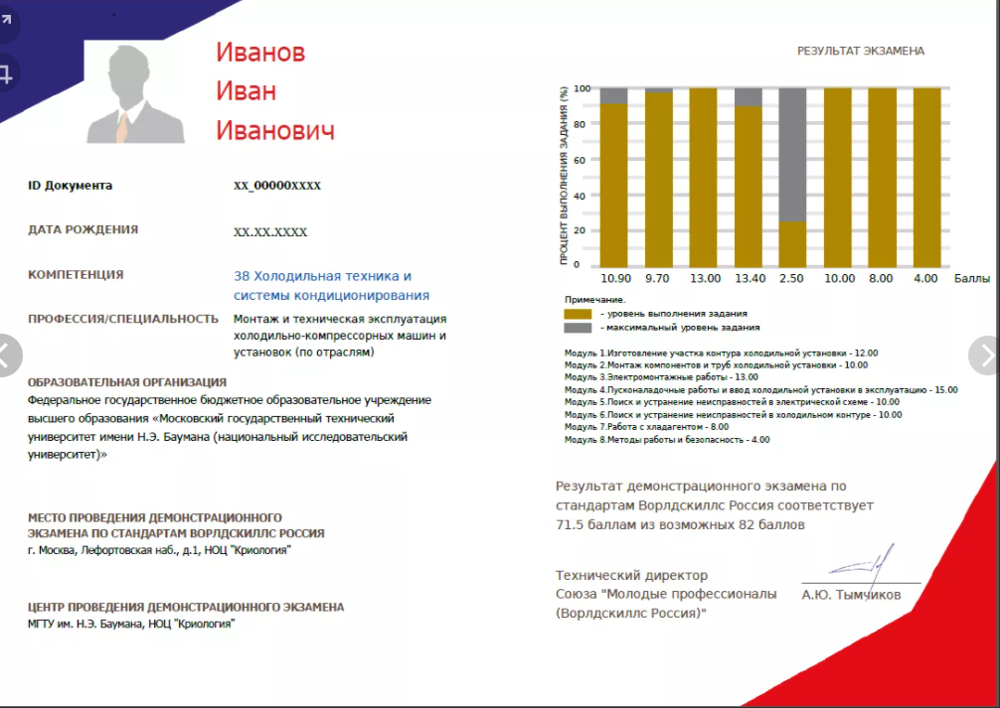 Иванов
Иван
Иванович
ID Документа
XX_00000XXXX
ДАТА РОЖДЕНИЯ
XX.XX.XXXX
КОМПЕТЕНЦИЯ
38 Холодильная техника и
системы кондиционирования
ПРОФЕССИЯ/СПЕЦИАЛЬНОСТЬ
Монтаж и техническая эксплуатация
холодильно-компрессорных машин и
установок (по отраслям)
ОБРАЗОВАТЕЛЬНАЯ ОРГАНИЗАЦИЯ
Федеральное государственное бюджетное образовательное учреждение
высшего образования «Московский государственный технический
университет имени Н.Э. Баумана (национальный исследовательский
университет)»
МЕСТО ПРОВЕДЕНИЯ ДЕМОНСТРАЦИОННОГО
ЭКЗАМЕНА ПО СТАНДАРТАМ ВОРЛДСКИЛЛС РОССИЯ
г. Москва, Лефортовская наб., д.1, НОЦ "Криология"
ЦЕНТР ПРОВЕДЕНИЯ ДЕМОНСТРАЦИОННОГО ЭКЗАМЕНА
МГТУ им. Н.Э. Баумана, НОЦ "Криология"
РЕЗУЛЬТАТ ЭКЗАМЕНА
ПРОЦЕНТ ВЫПОЛНЕНИЯ ЗАДАНИЯ (%)
100
80
60
40
20
0
10.90 9.70 13.00 13.40 2.50 10.00 8.00 4.00 Баллы
Примечание.
- уровень выполнения задания
- максимальный уровень задания
Модуль 1.Изготовление участка контура холодильной установки - 12.00
Модуль 2.Монтаж компонентов и труб холодильной установки - 10.00
Модуль 3.Электромонтажные работы - 13.00
Модуль 4.Пусконаладочные работы и ввод холодильной установки в эксплуатацию - 15.00
Модуль 5.Поиск и устранение неисправностей в электрической схеме - 10.00
Модуль 6.Поиск и устранение неисправностей в холодильном контуре - 10.00
Модуль 7.Работа с хладагентом - 8.00
Модуль 8.Методы работы и безопасность - 4.00
Результат демонстрационного экзамена по
стандартам Ворлдскиллс Россия соответствует
71.5 баллам из возможных 82 баллов
Технический директор
Союза "Молодые профессионалы
(Ворлдскиллс Россия)"
А.Ю. Тымчиков